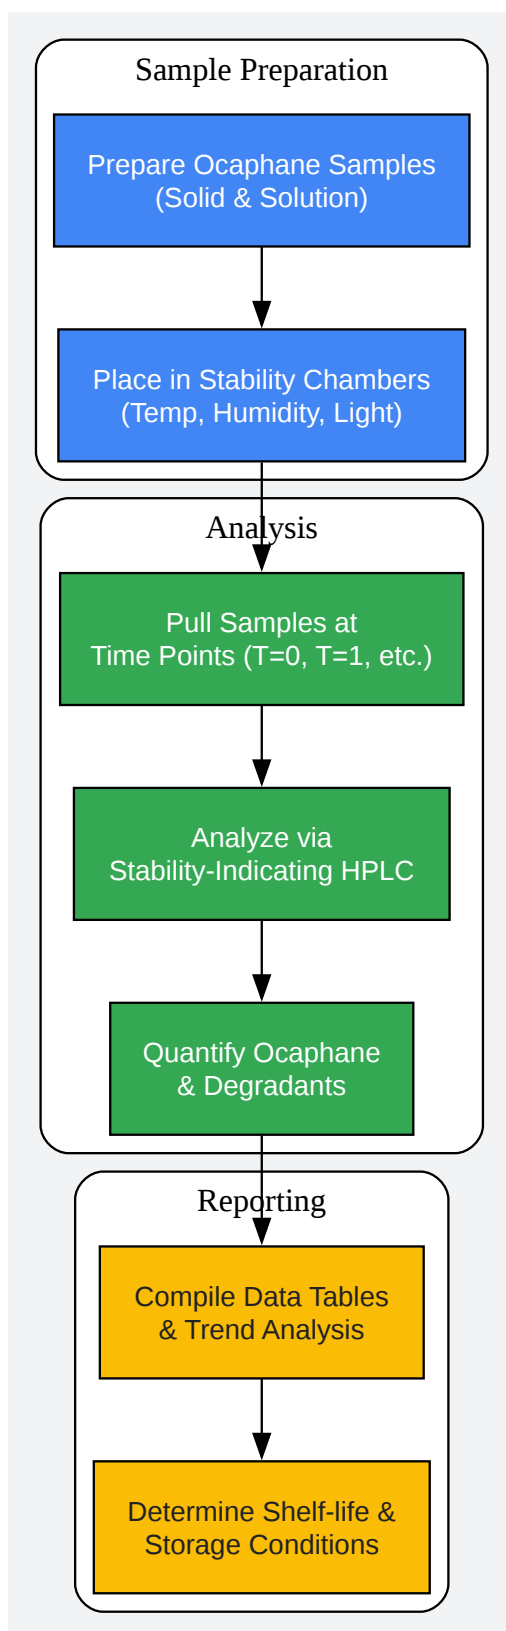 Sample Preparation
Prepare Ocaphane Samples
(Solid & Solution)
Place in Stability Chambers
(Temp, Humidity, Light)
Analysis
Pull Samples at
Time Points (T=0, T=1, etc.)
Analyze via
Stability-Indicating HPLC
Quantify Ocaphane
& Degradants
Reporting
Compile Data Tables
& Trend Analysis
Determine Shelf-life &
Storage Conditions